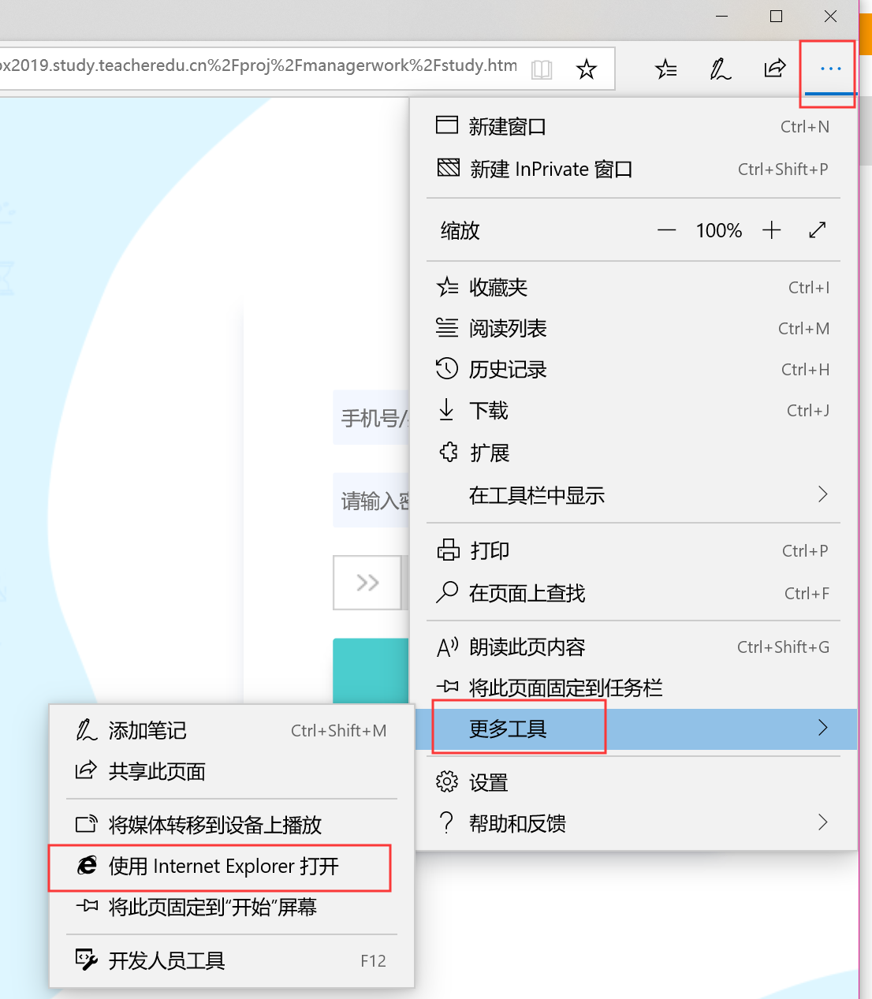 ox2019.study.teacheredu.cn%2Fproj%2Fmanagerwork%2Fstudy.htm
新建窗口 Ctrl+N
新建 InPrivate 窗口 Ctrl+Shift+P
缩放 100%
收藏夹 Ctrl+I
阅读列表 Ctrl+M
历史记录 Ctrl+H
下载 Ctrl+J
手机号/
扩展
在工具栏中显示
请输入密
打印 Ctrl+P
在页面上查找 Ctrl+F
朗读此页内容 Ctrl+Shift+G
将此页面固定到任务栏
更多工具
设置
帮助和反馈
添加笔记 Ctrl+Shift+M
共享此页面
将媒体转移到设备上播放
使用 Internet Explorer 打开
将此页固定到“开始”屏幕
开发人员工具 F12